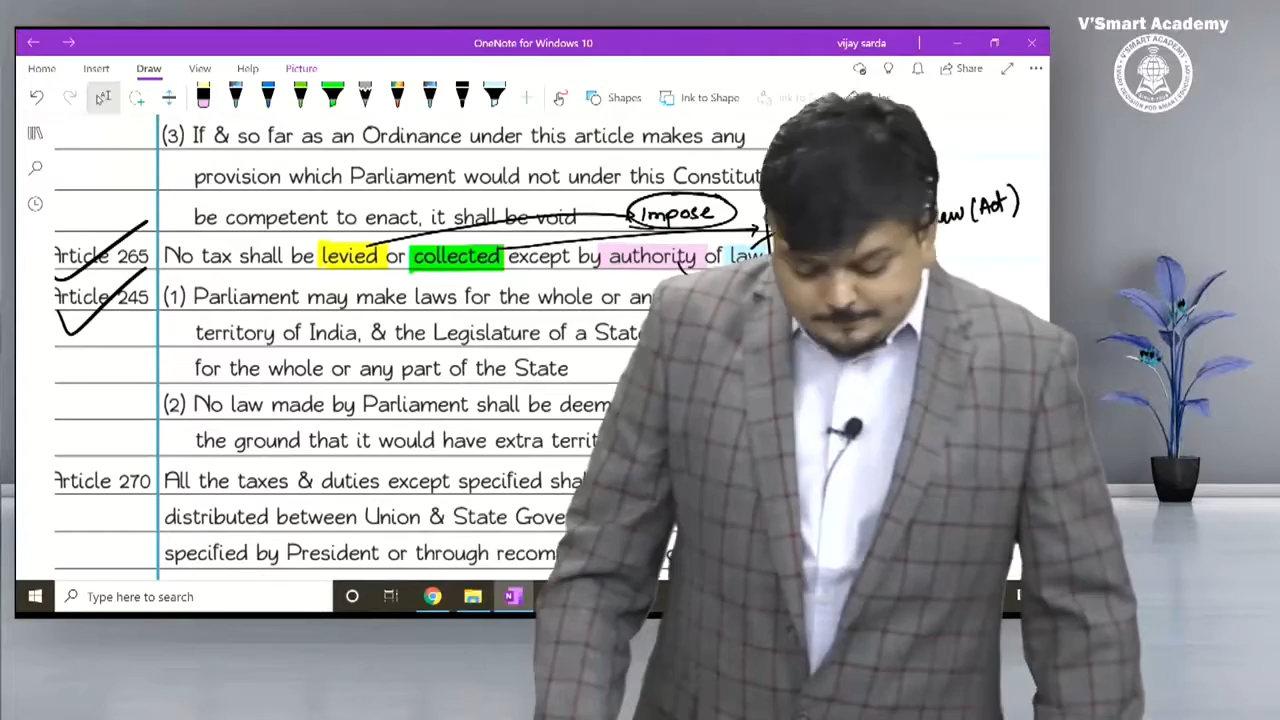 V'Smart Academy
OneNote for Windows 10
vijay sarda
Home Insert Draw View Help Picture
Share
Shapes Ink to Shape
(3) If & so far as an Ordinance under this article makes any
provision which Parliament would not under this Constitut
be competent to enact, it shall be void
Impose
(Act)
Article 265 No tax shall be levied or collected except by authority of law
Article 245 (1) Parliament may make laws for the whole or an
territory of India, & the Legislature of a State
for the whole or any part of the State
(2) No law made by Parliament shall be deem
the ground that it would have extra territ
Article 270 All the taxes & duties except specified sha
distributed between Union & State Gove
specified by President or through recom
Type here to search